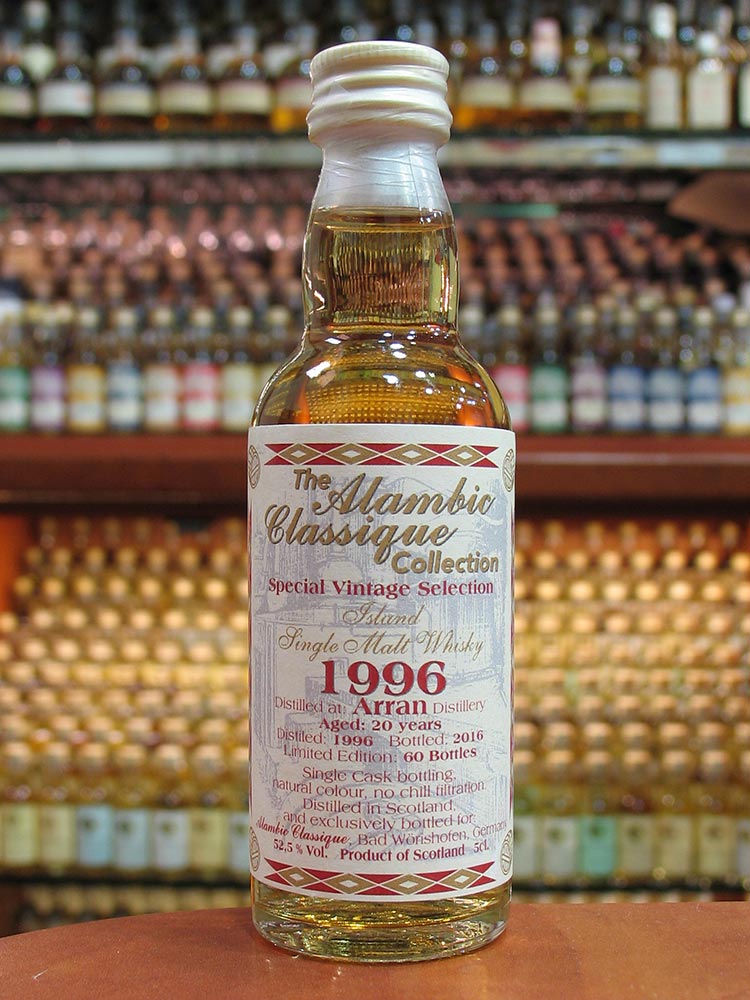 The Alambic
Classique
Collection
Special Vintage Selection
Island
Single Malt Whisky
1996
Distilled at: Arran Distillery
Aged: 20 years
Distilled: 1996 Bottled: 2016
Limited Edition: 60 Bottles
Single Cask bottling,
natural colour, no chill filtration.
Distilled in Scotland,
and exclusively bottled for
Alambic Classique, Bad Wörishofen, Germany
52,5 % Vol. Product of Scotland 5cl.